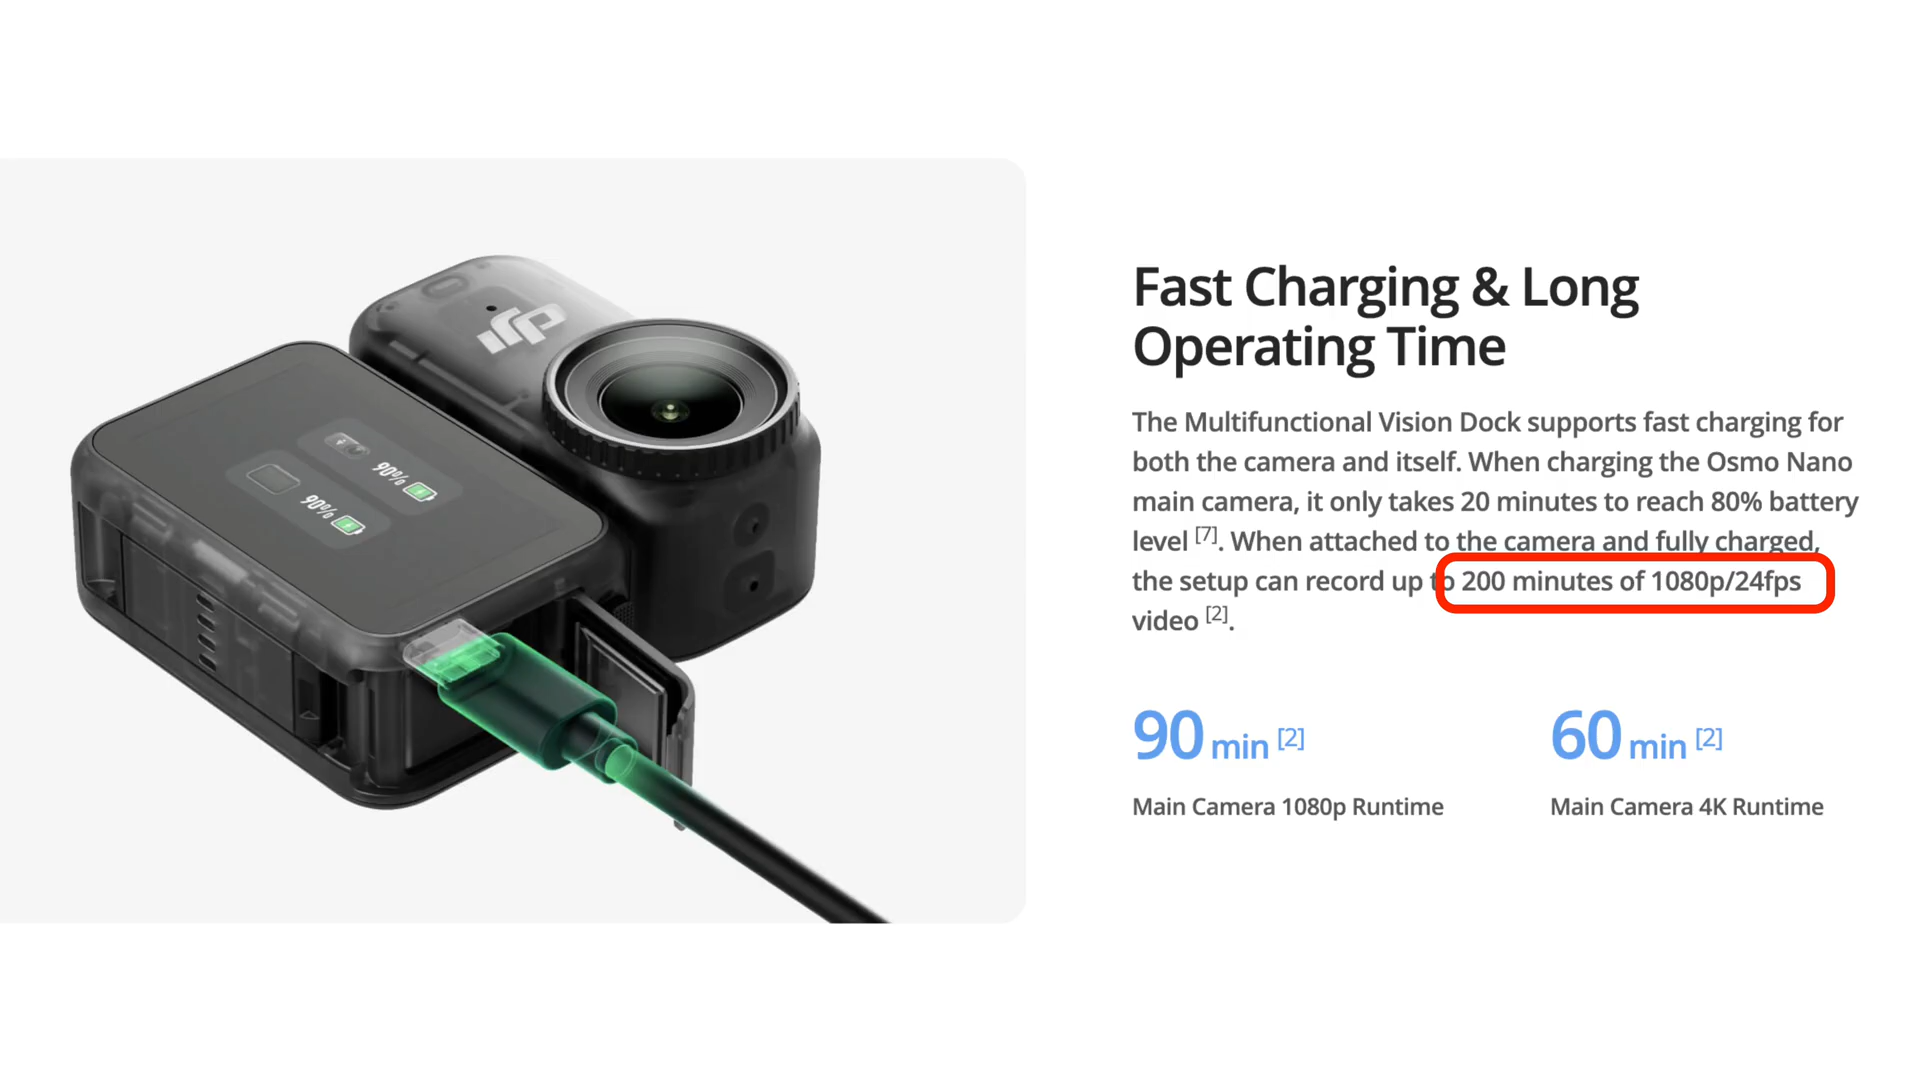 dji
90%
90%
Fast Charging & Long
Operating Time
The Multifunctional Vision Dock supports fast charging for
both the camera and itself. When charging the Osmo Nano
main camera, it only takes 20 minutes to reach 80% battery
level [7]. When attached to the camera and fully charged,
the setup can record up to 200 minutes of 1080p/24fps
video [2].
90 min [2]
60 min [2]
Main Camera 1080p Runtime
Main Camera 4K Runtime